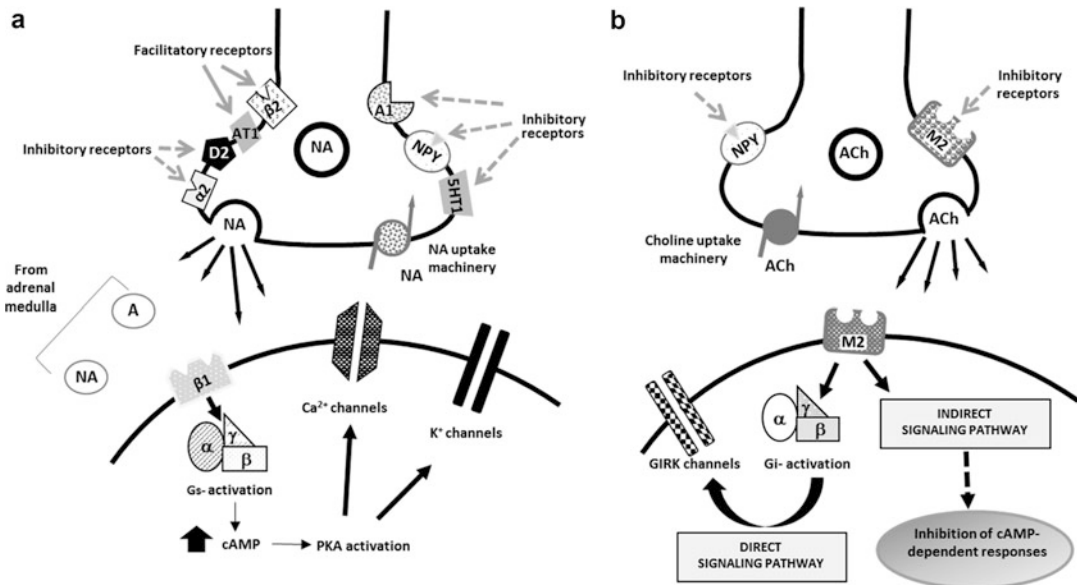 a
Facilitatory receptors
β2
AT1
D2
α2
Inhibitory receptors
NA
A1
NPY
5HT1
Inhibitory
receptors
NA
NA uptake
machinery
NA
From
adrenal
medulla
A
NA
β1
Ca²⁺ channels
K⁺ channels
α
γ
β
Gs- activation
cAMP
PKA activation
b
Inhibitory receptors
Inhibitory
receptors
NPY
M2
ACh
ACh
Choline uptake
machinery
ACh
M2
GIRK channels
α
γ
β
Gi- activation
INDIRECT
SIGNALING PATHWAY
DIRECT
SIGNALING PATHWAY
Inhibition of cAMP-
dependent responses